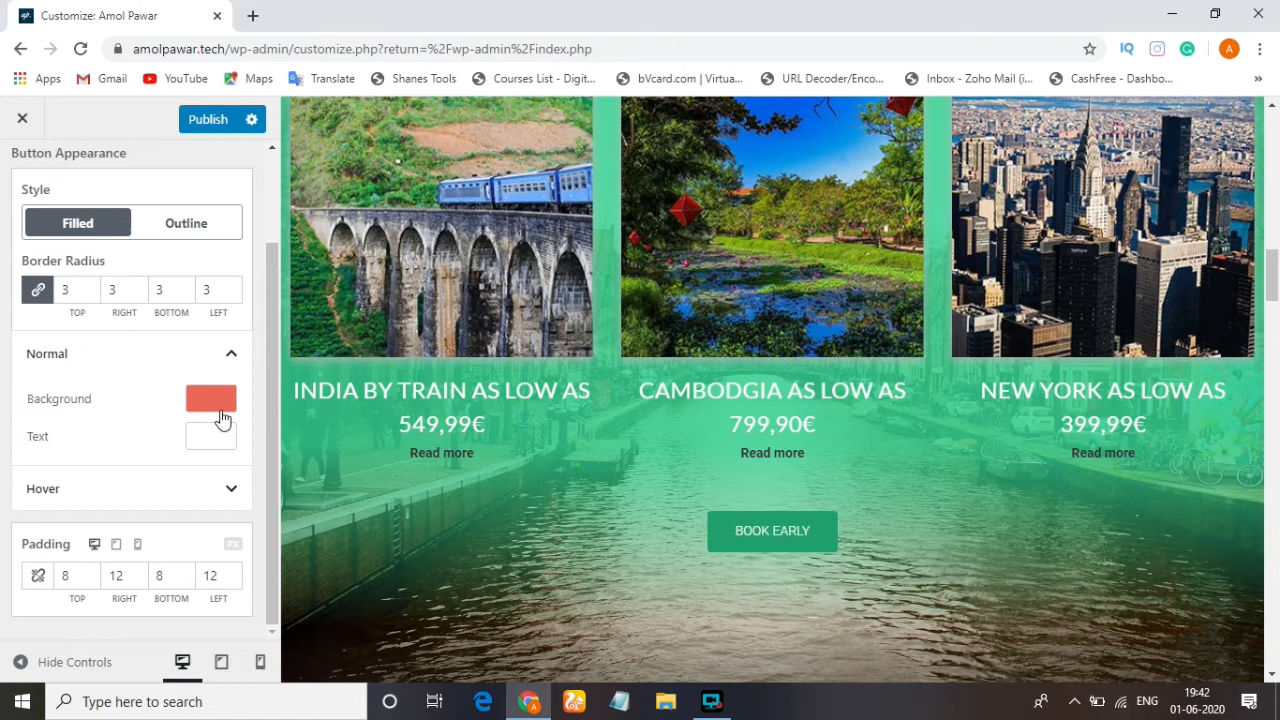 Customize: Amol Pawar
amolpawar.tech/wp-admin/customize.php?return=%2Fwp-admin%2Findex.php
IQ
A
Apps
Gmail
YouTube
Maps
Translate
Shanes Tools
Courses List - Digit...
bVcard.com | Virtua...
URL Decoder/Enco...
Inbox - Zoho Mail (i...
CashFree - Dashbo...
»
Publish
Button Appearance
Style
Filled
Outline
Border Radius
3 3 3 3
TOP RIGHT BOTTOM LEFT
Normal
Background
Text
Hover
Padding
PX
8 12 8 12
TOP RIGHT BOTTOM LEFT
Hide Controls
INDIA BY TRAIN AS LOW AS
549,99€
Read more
CAMBODGIA AS LOW AS
799,90€
Read more
NEW YORK AS LOW AS
399,99€
Read more
BOOK EARLY
Type here to search
ENG
19:42
01-06-2020